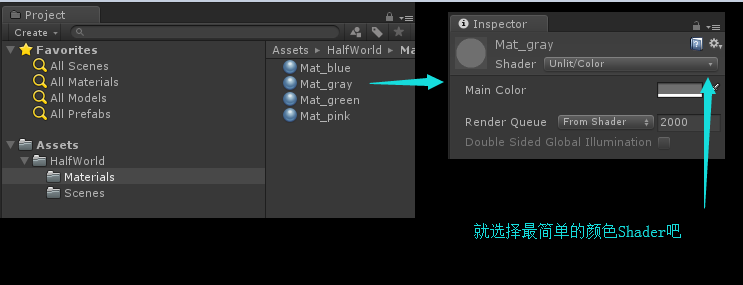 Project
Create
Favorites
All Scenes
All Materials
All Models
All Prefabs
Assets
HalfWorld
Materials
Scenes
Assets ▸ HalfWorld ▸ Ma
Mat_blue
Mat_gray
Mat_green
Mat_pink
Inspector
Mat_gray
Shader Unlit/Color
Main Color
Render Queue From Shader 2000
Double Sided Global Illumination
就选择最简单的颜色Shader吧